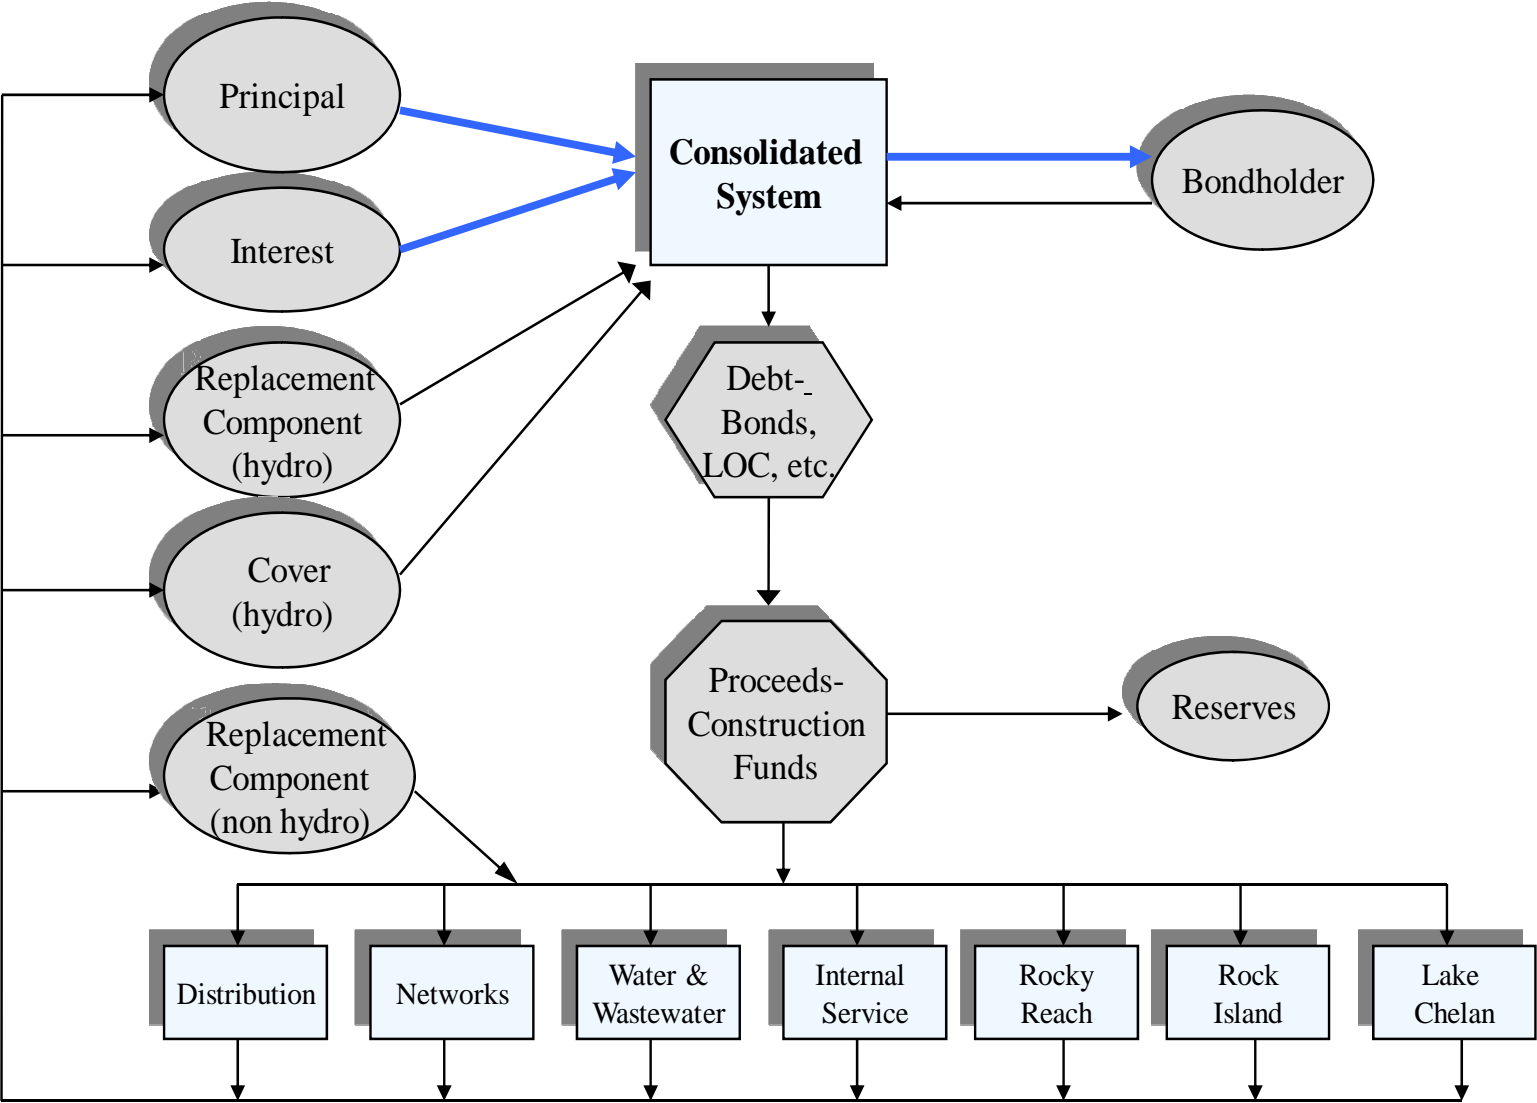 Principal
Interest
Replacement
Component
(hydro)
Cover
(hydro)
Replacement
Component
(non hydro)
Consolidated
System
Bondholder
Debt-
Bonds,
LOC, etc.
Proceeds-
Construction
Funds
Reserves
Distribution
Networks
Water &
Wastewater
Internal
Service
Rocky
Reach
Rock
Island
Lake
Chelan